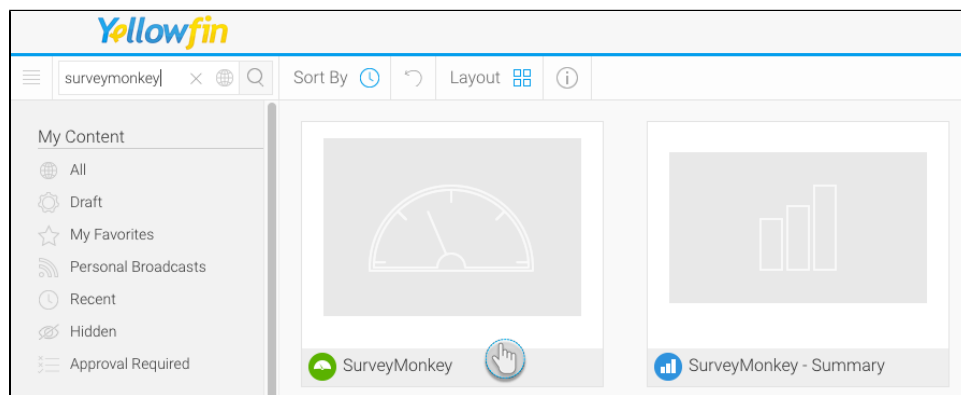 Yellowfin
surveymonkey
Sort By
Layout
My Content
All
Draft
My Favorites
Personal Broadcasts
Recent
Hidden
Approval Required
SurveyMonkey
SurveyMonkey - Summary